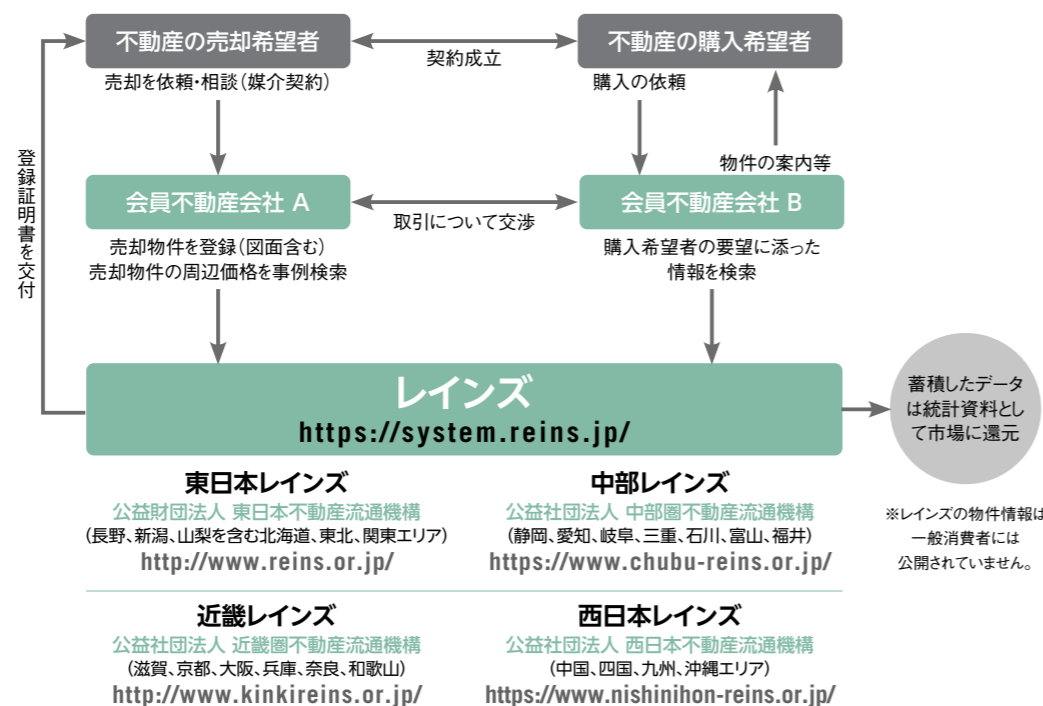 不動産の売却希望者
契約成立
不動産の購入希望者
売却を依頼・相談(媒介契約)
購入の依頼
登録証明書を交付
物件の案内等
会員不動産会社 A
取引について交渉
会員不動産会社 B
売却物件を登録(図面含む)
売却物件の周辺価格を事例検索
購入希望者の要望に添った
情報を検索
レインズ
https://system.reins.jp/
蓄積したデータ
は統計資料とし
て市場に還元
東日本レインズ
公益財団法人 東日本不動産流通機構
(長野、新潟、山梨を含む北海道、東北、関東エリア)
http://www.reins.or.jp/
中部レインズ
公益社団法人 中部圏不動産流通機構
(静岡、愛知、岐阜、三重、石川、富山、福井)
https://www.chubu-reins.or.jp/
※レインズの物件情報は
一般消費者には
公開されていません。
近畿レインズ
公益社団法人 近畿圏不動産流通機構
(滋賀、京都、大阪、兵庫、奈良、和歌山)
http://www.kinkireins.or.jp/
西日本レインズ
公益社団法人 西日本不動産流通機構
(中国、四国、九州、沖縄エリア)
https://www.nishinihon-reins.or.jp/